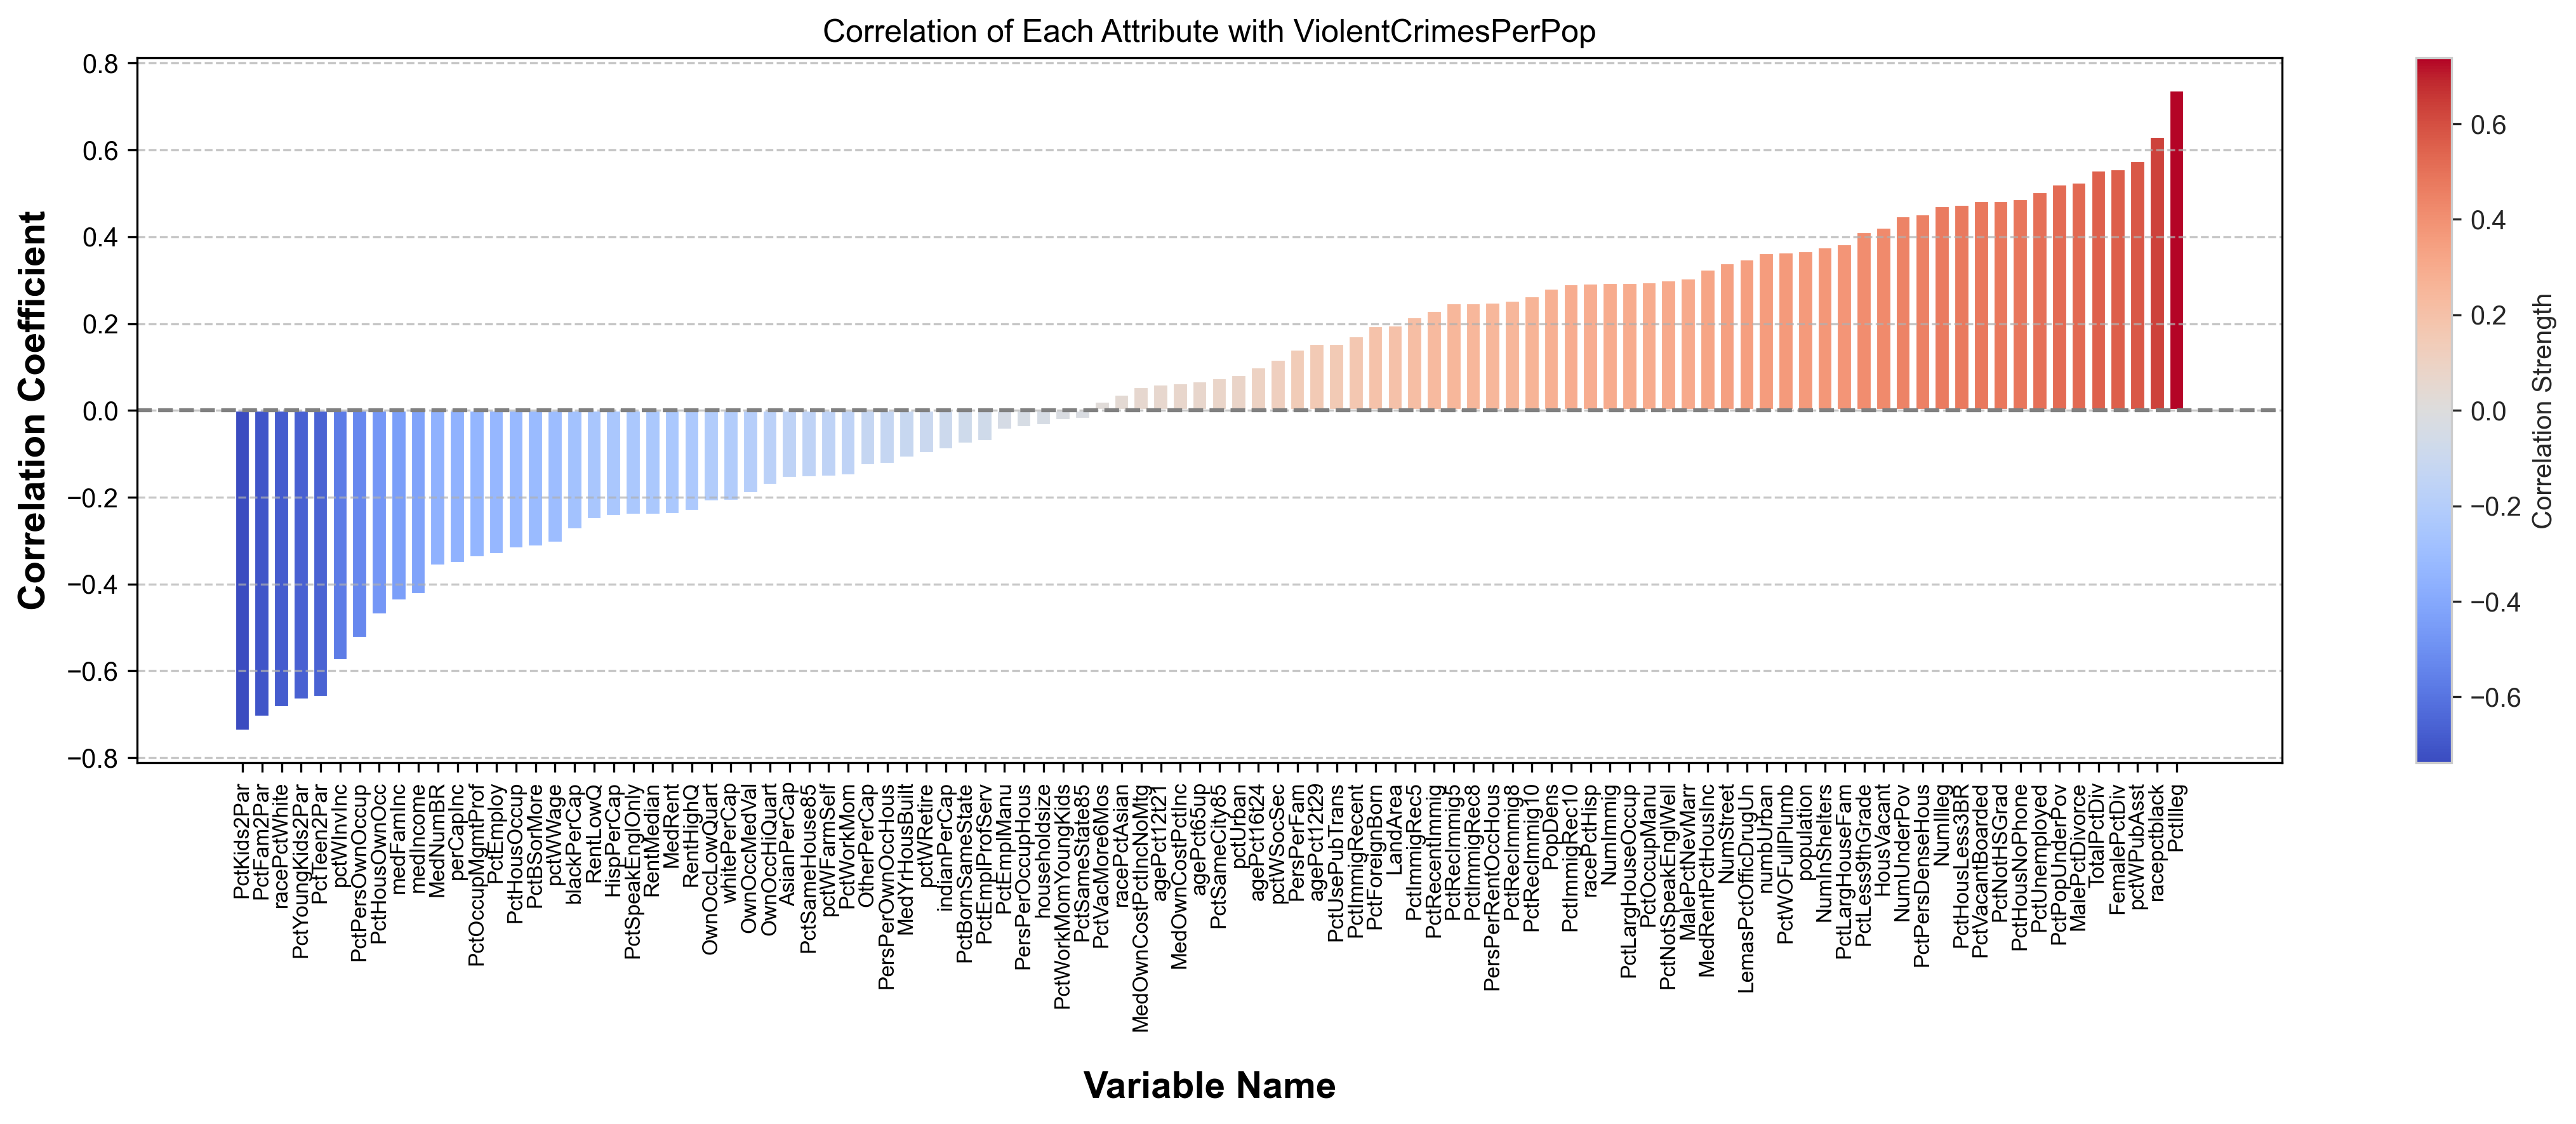 Correlation of Each Attribute with ViolentCrimesPerPop
Correlation Coefficient
0.8
0.6
0.4
0.2
0.0
−0.2
−0.4
−0.6
−0.8
PctKids2Par
PctFam2Par
racePctWhite
PctYoungKids2Par
PctTeen2Par
pctWInvInc
PctPersOwnOccup
PctHousOwnOcc
medFamInc
medIncome
MedNumBR
perCapInc
PctOccupMgmtProf
PctEmploy
PctHousOccup
PctBSorMore
pctWWage
blackPerCap
RentLowQ
HispPerCap
PctSpeakEnglOnly
RentMedian
MedRent
RentHighQ
OwnOccLowQuart
whitePerCap
OwnOccMedVal
OwnOccHiQuart
AsianPerCap
PctSameHouse85
pctWFarmSelf
PctWorkMom
OtherPerCap
PersPerOwnOccHous
MedYrHousBuilt
pctWRetire
indianPerCap
PctBornSameState
PctEmplProfServ
PctEmplManu
PersPerOccupHous
householdsize
PctWorkMomYoungKids
PctSameState85
PctVacMore6Mos
racePctAsian
MedOwnCostPctIncNoMtg
agePct12t21
MedOwnCostPctInc
agePct65up
PctSameCity85
pctUrban
agePct16t24
pctWSocSec
PersPerFam
agePct12t29
PctUsePubTrans
PctImmigRecent
PctForeignBorn
LandArea
PctImmigRec5
PctRecentImmig
PctRecImmig5
PctImmigRec8
PersPerRentOccHous
PctRecImmig8
PctRecImmig10
PopDens
PctImmigRec10
racePctHisp
NumImmig
PctLargHouseOccup
PctOccupManu
PctNotSpeakEnglWell
MalePctNevMarr
MedRentPctHousInc
NumStreet
LemasPctOfficDrugUn
numbUrban
PctWOFullPlumb
population
NumInShelters
PctLargHouseFam
PctLess9thGrade
HousVacant
NumUnderPov
PctPersDenseHous
NumIlleg
PctHousLess3BR
PctVacantBoarded
PctNotHSGrad
PctHousNoPhone
PctUnemployed
PctPopUnderPov
MalePctDivorce
TotalPctDiv
FemalePctDiv
pctWPubAsst
racepctblack
PctIlleg
Variable Name
0.6
0.4
0.2
0.0
−0.2
−0.4
−0.6
Correlation Strength